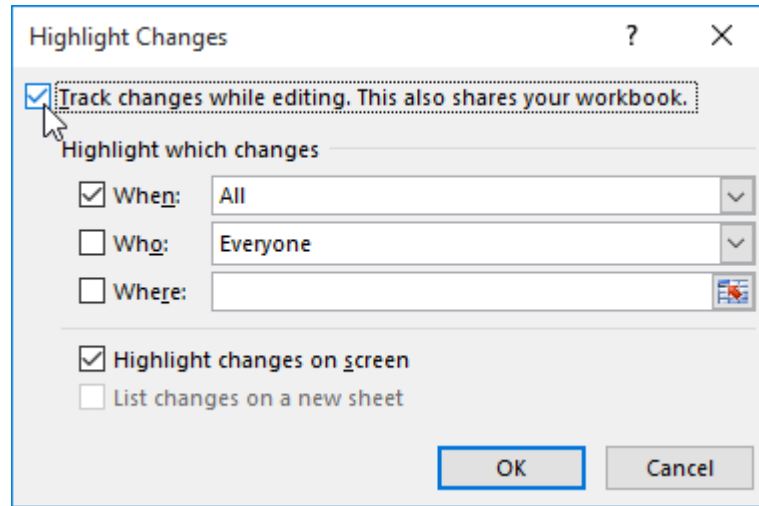 Highlight Changes
Track changes while editing. This also shares your workbook.
Highlight which changes
When: All
Who: Everyone
Where:
Highlight changes on screen
List changes on a new sheet
OK Cancel